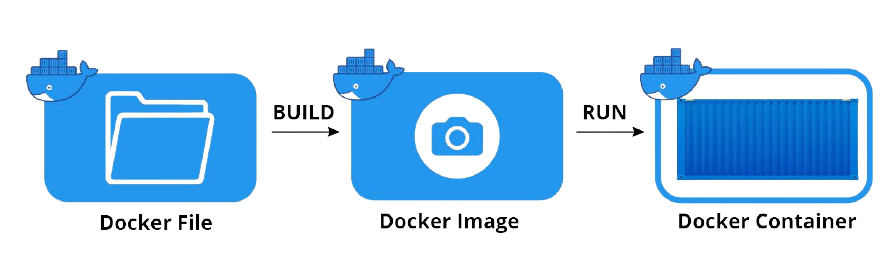 BUILD
RUN
Docker File
Docker Image
Docker Container